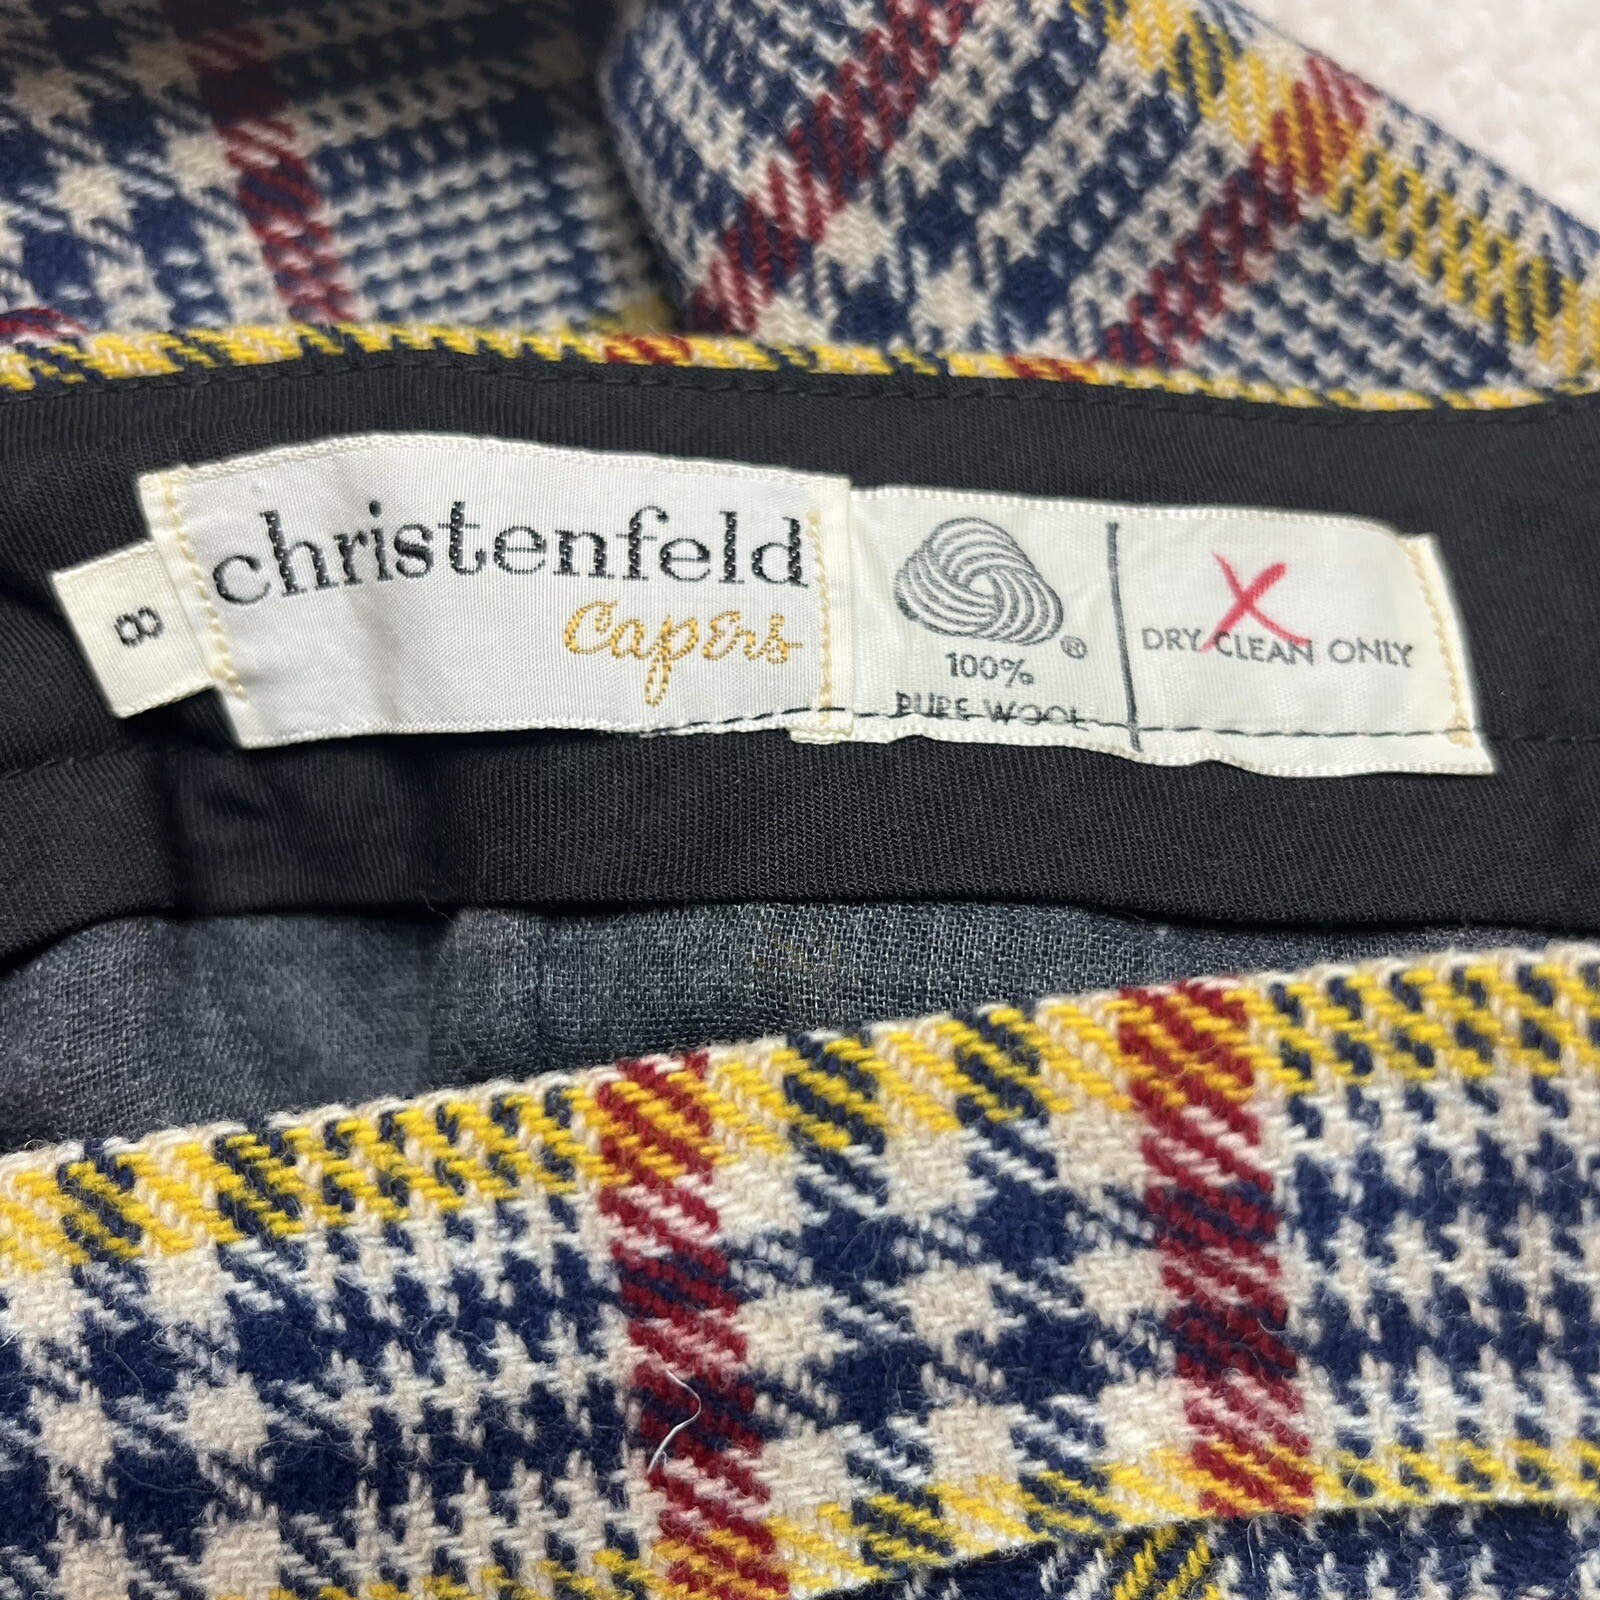 8
christenfeld
Capers
®
100%
PURE WOOL
X
DRY CLEAN ONLY